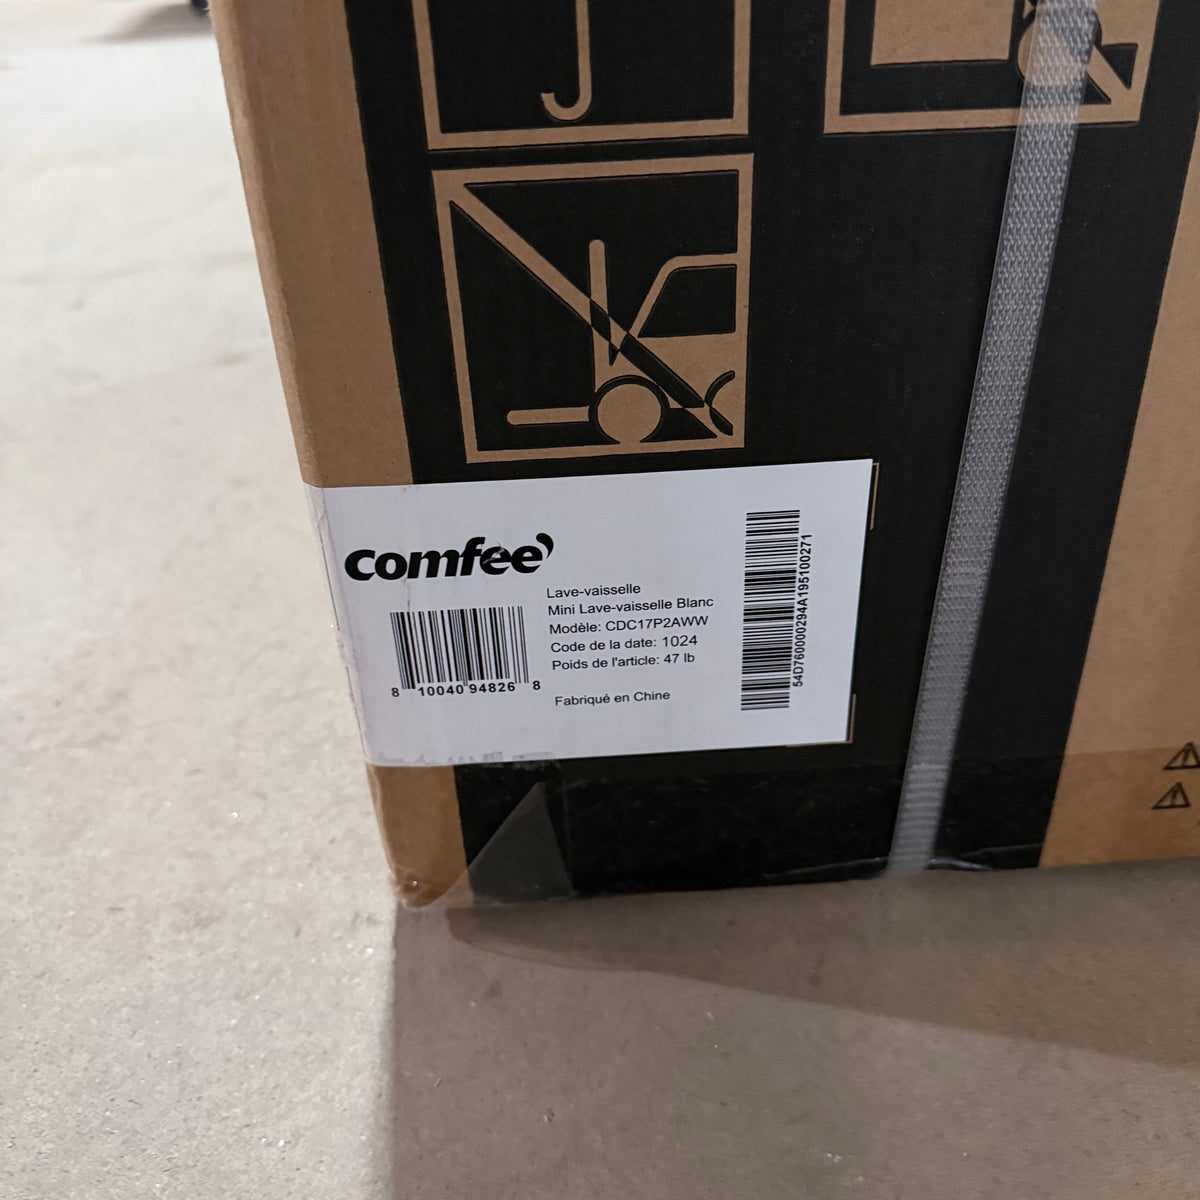 comfee
Lave-vaisselle
Mini Lave-vaisselle Blanc
Modèle: CDC17P2AWW
Code de la date: 1024
Poids de l'article: 47 lb
Fabriqué en Chine
8 10040 94826 8
54D760000294A195100271